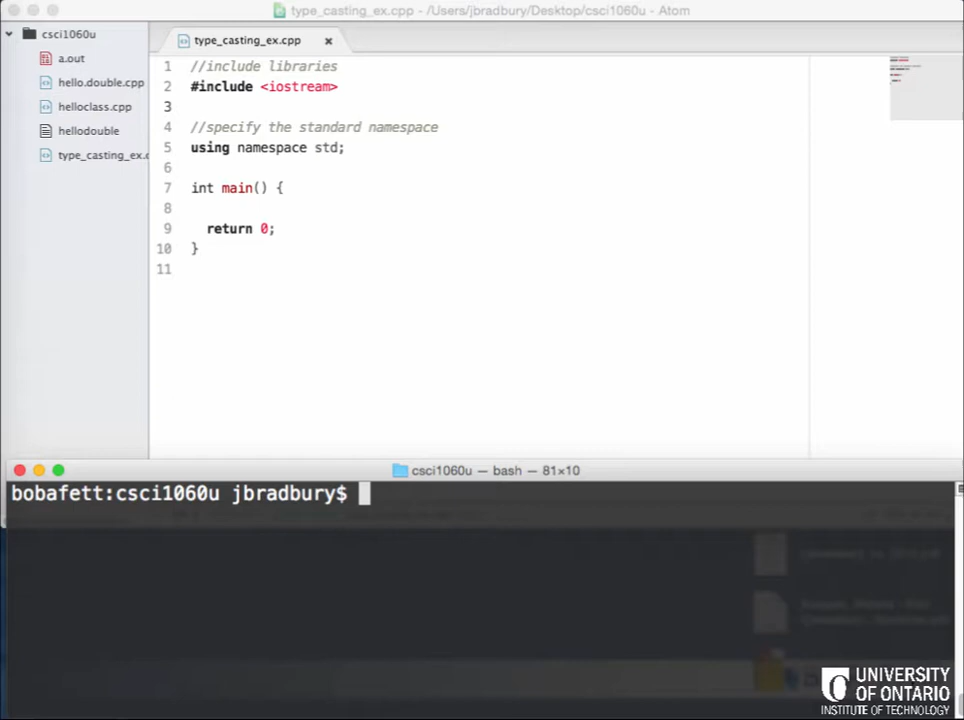 type_casting_ex.cpp - /Users/jbradbury/Desktop/csci1060u - Atom
csci1060u
a.out
hello.double.cpp
helloclass.cpp
hellodouble
type_casting_ex.c
type_casting_ex.cpp
1 //include libraries
2 #include <iostream>
3
4 //specify the standard namespace
5 using namespace std;
6
7 int main() {
8
9 return 0;
10 }
11
csci1060u — bash — 81×10
bobafett:csci1060u jbradbury$
UNIVERSITY
OF ONTARIO
INSTITUTE OF TECHNOLOGY